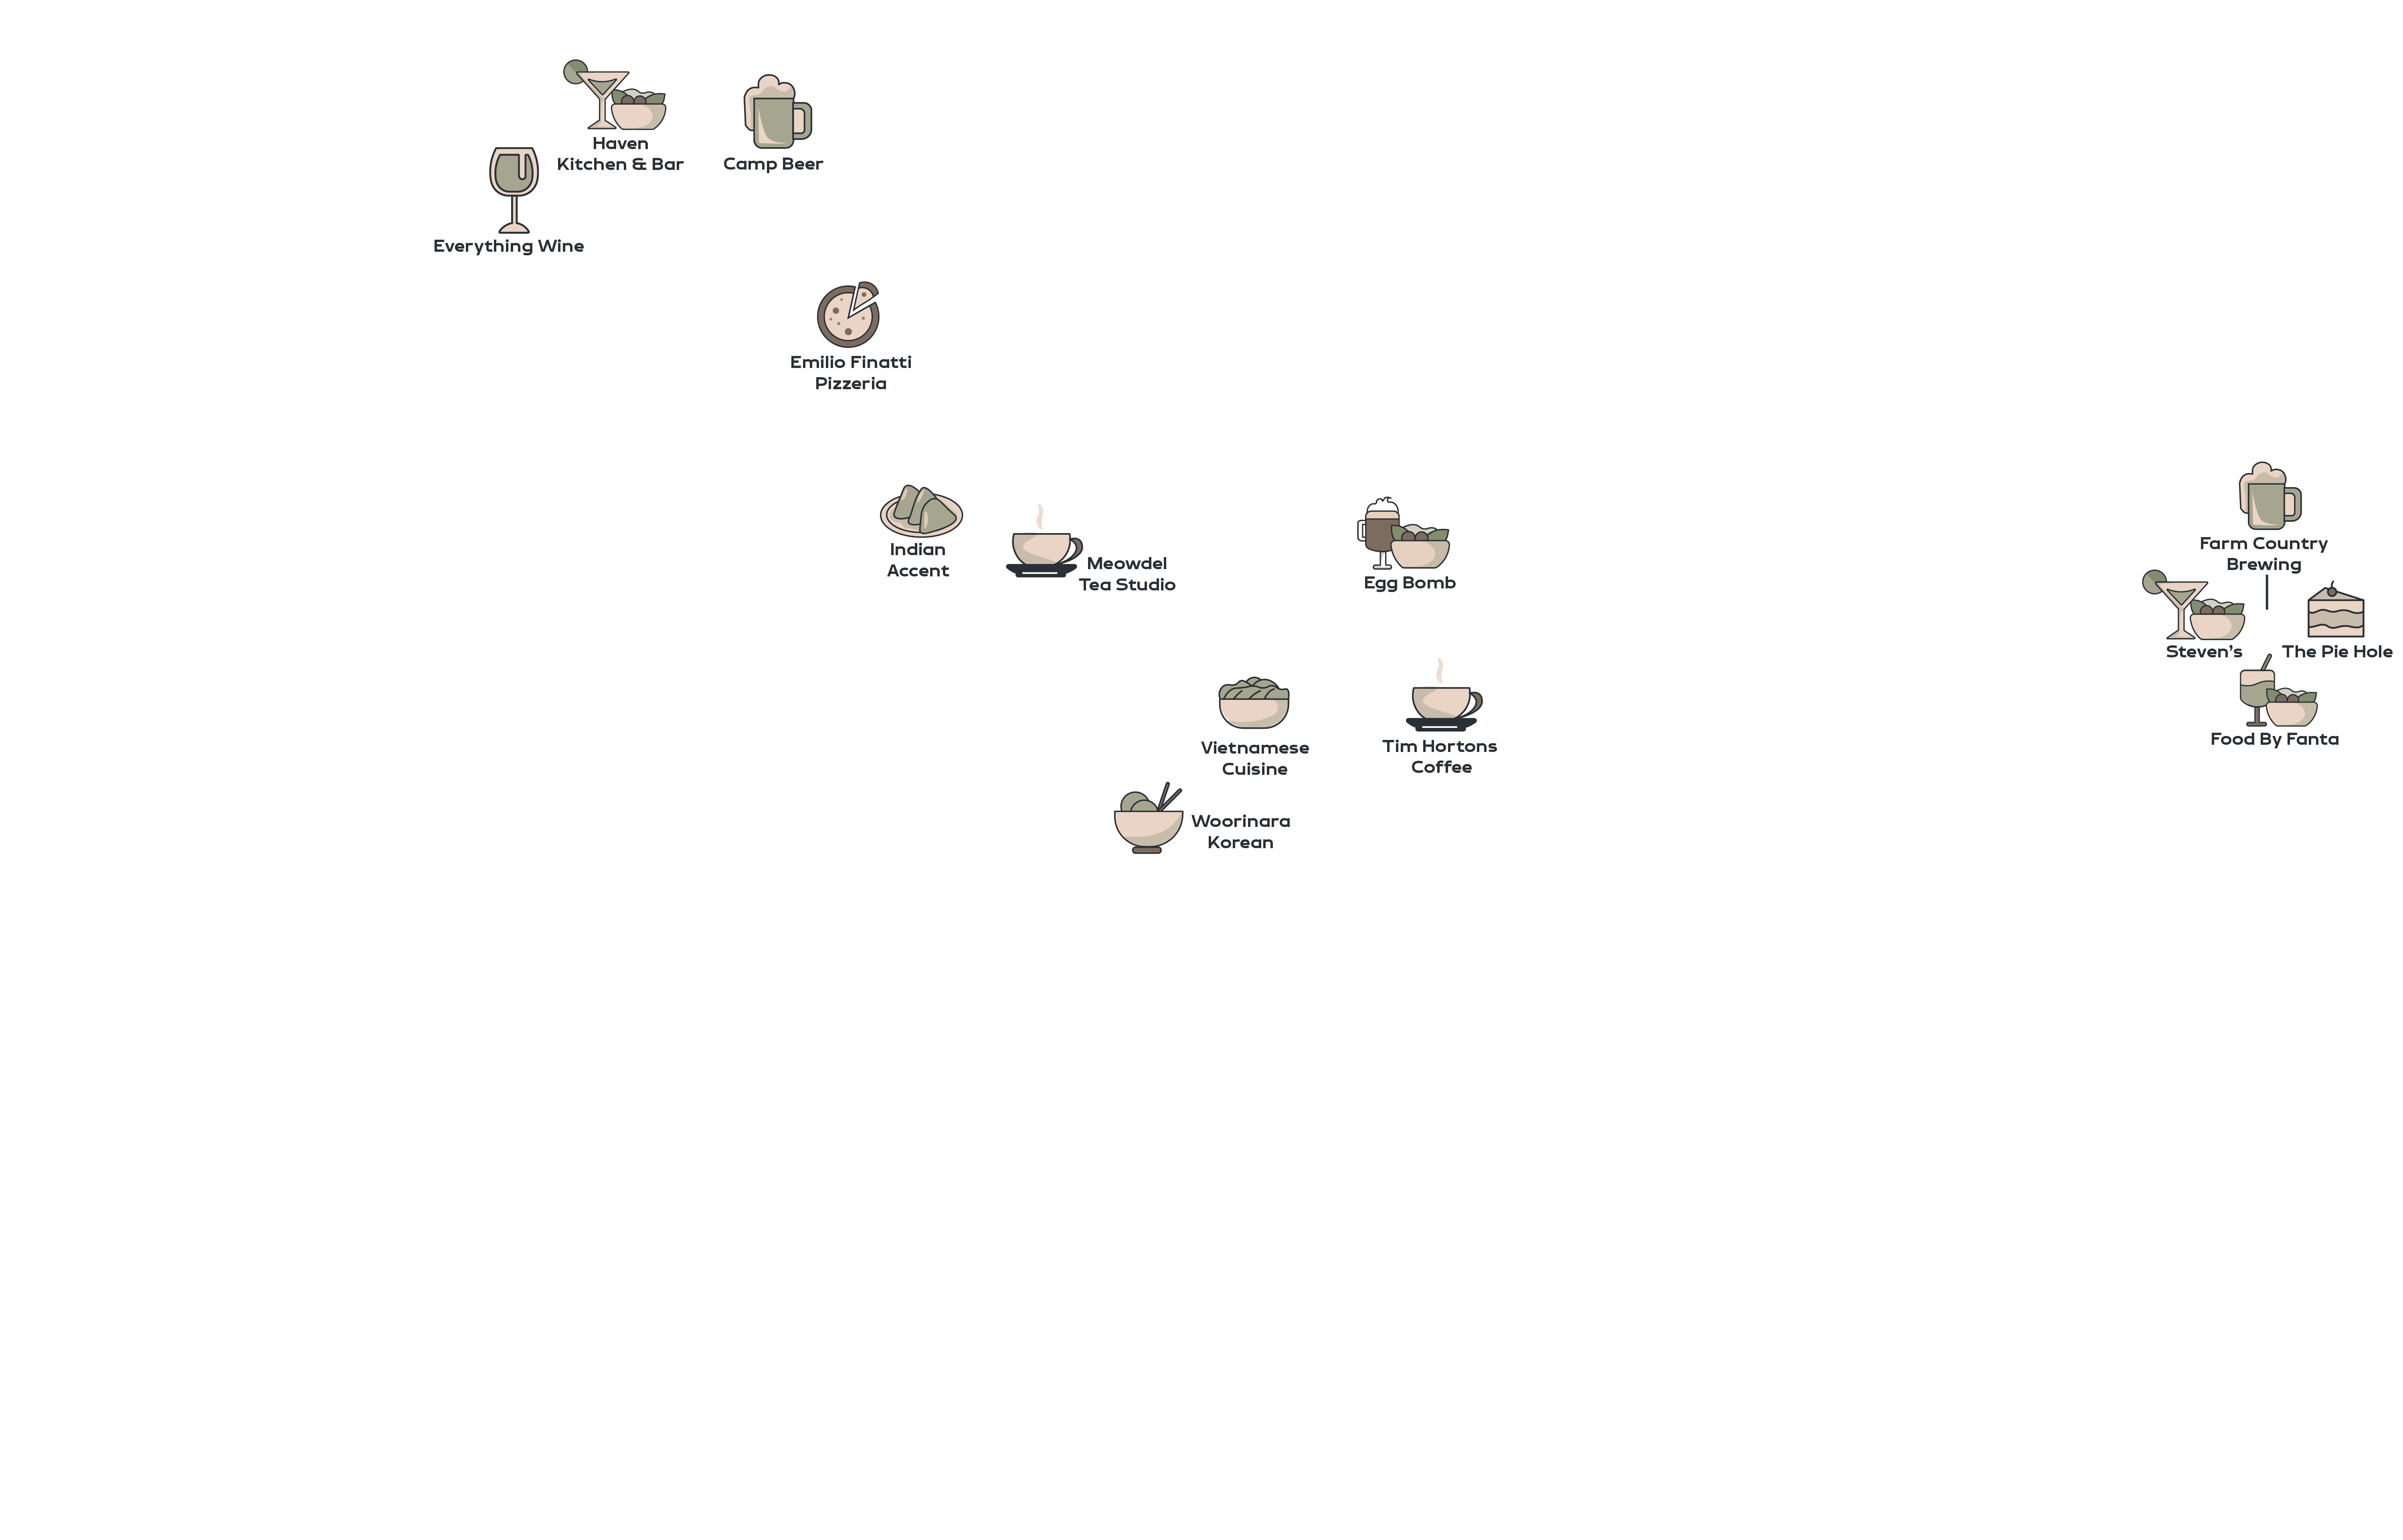 Haven
Kitchen & Bar
Camp Beer
Everything Wine
Emilio Finatti
Pizzeria
Indian
Accent
Meowdel
Tea Studio
Egg Bomb
Farm Country
Brewing
Steven's
The Pie Hole
Food By Fanta
Vietnamese
Cuisine
Tim Hortons
Coffee
Woorinara
Korean